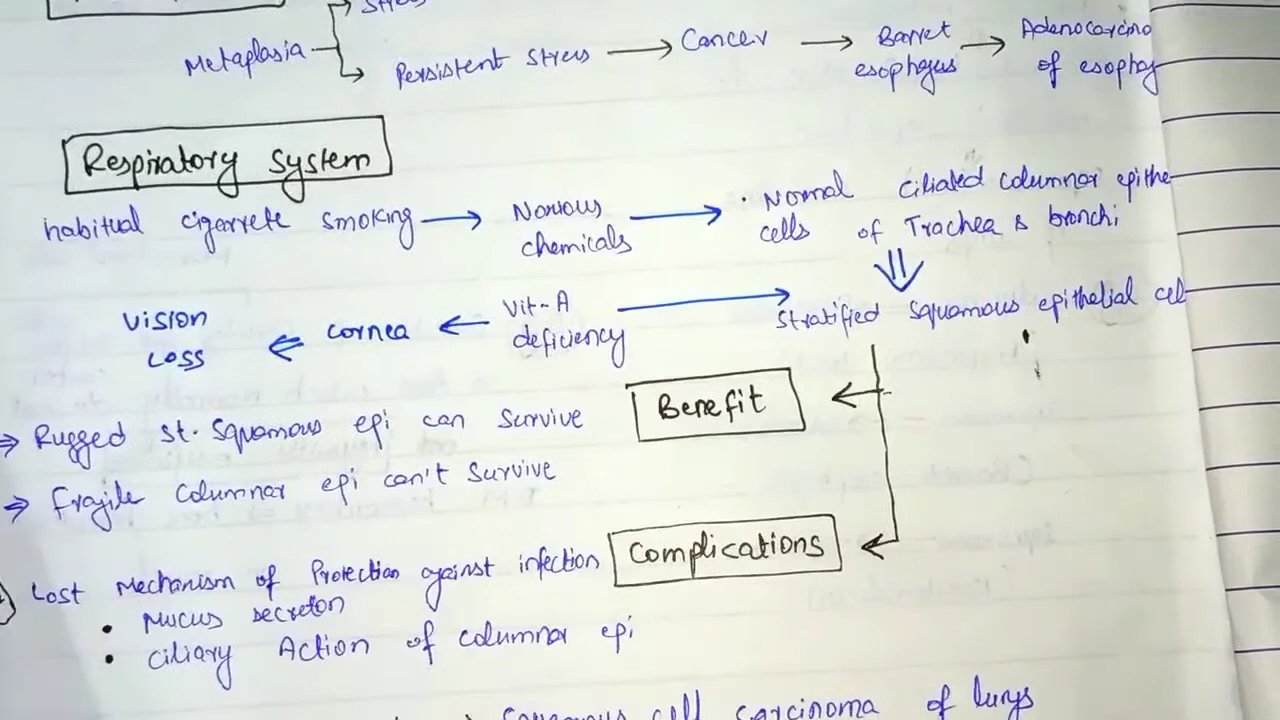 Stress
Metaplasia
Persistent Stress → Cancer → Barret esophagus → Adenocarcino of esophag
Respiratory System
habitual cigarrete smoking → Noxious chemicals → • Normal ciliated columnar epithe
cells of Trachea & bronchi
⇓
Vision Loss ⇐ cornea ← Vit-A deficiency → Stratified Squamous epithelial cel
Benefit ←
⇒ Rugged st. Squamous epi can Survive
⇒ Fragile Columnar epi can't Survive
Complications ←
Lost Mechanism of Protection against infection
• Mucus secreton
• Ciliary Action of columnar epi
Squamous cell carcinoma of lungs